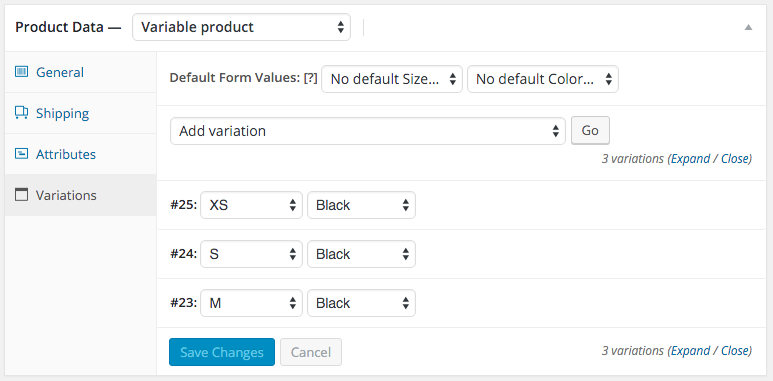 Product Data — Variable product
General
Shipping
Attributes
Variations
Default Form Values: [?] No default Size... No default Color...
Add variation Go
3 variations (Expand / Close)
#25: XS Black
#24: S Black
#23: M Black
Save Changes Cancel
3 variations (Expand / Close)